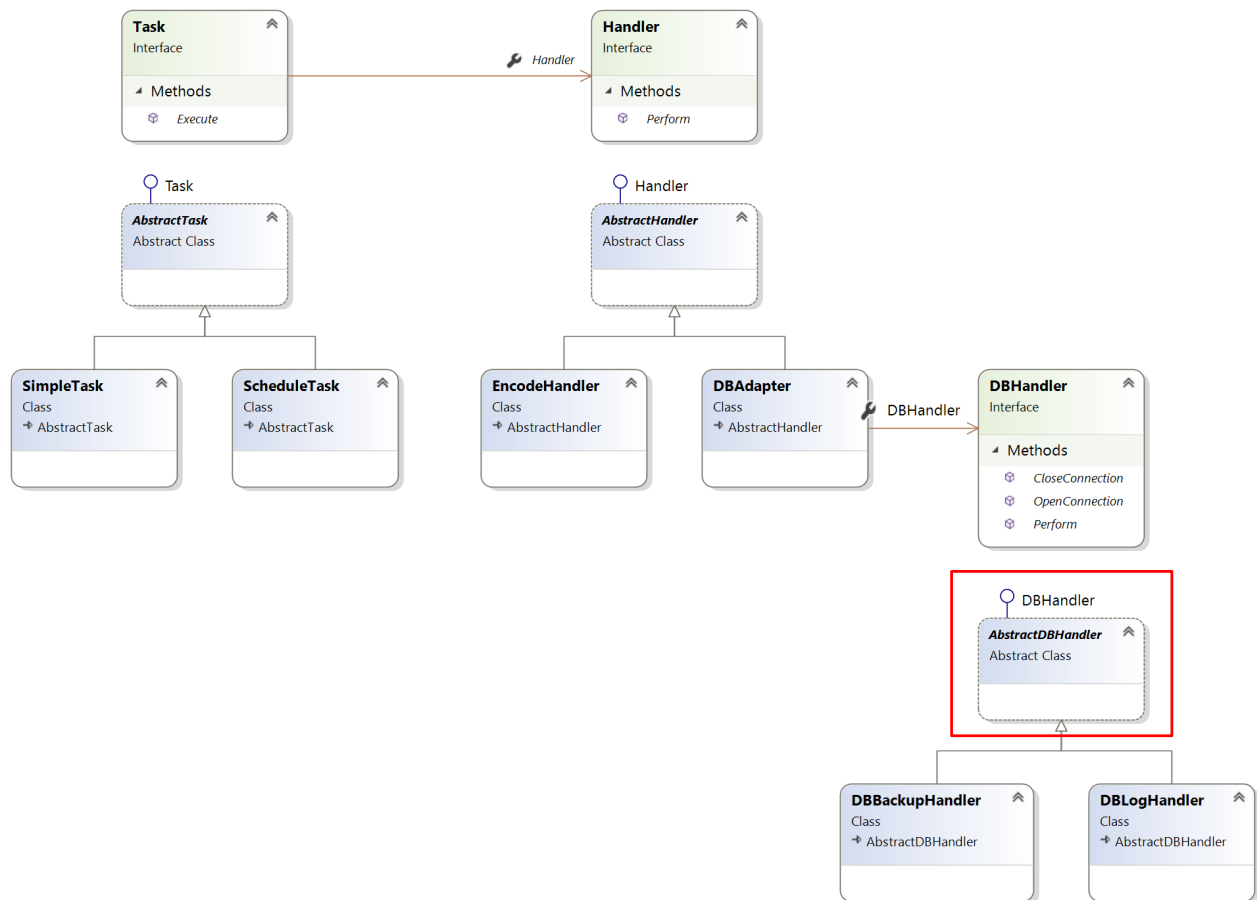 Task
Interface
Methods
Execute
Handler
Handler
Interface
Methods
Perform
Task
AbstractTask
Abstract Class
Handler
AbstractHandler
Abstract Class
SimpleTask
Class
AbstractTask
ScheduleTask
Class
AbstractTask
EncodeHandler
Class
AbstractHandler
DBAdapter
Class
AbstractHandler
DBHandler
DBHandler
Interface
Methods
CloseConnection
OpenConnection
Perform
DBHandler
AbstractDBHandler
Abstract Class
DBBackupHandler
Class
AbstractDBHandler
DBLogHandler
Class
AbstractDBHandler